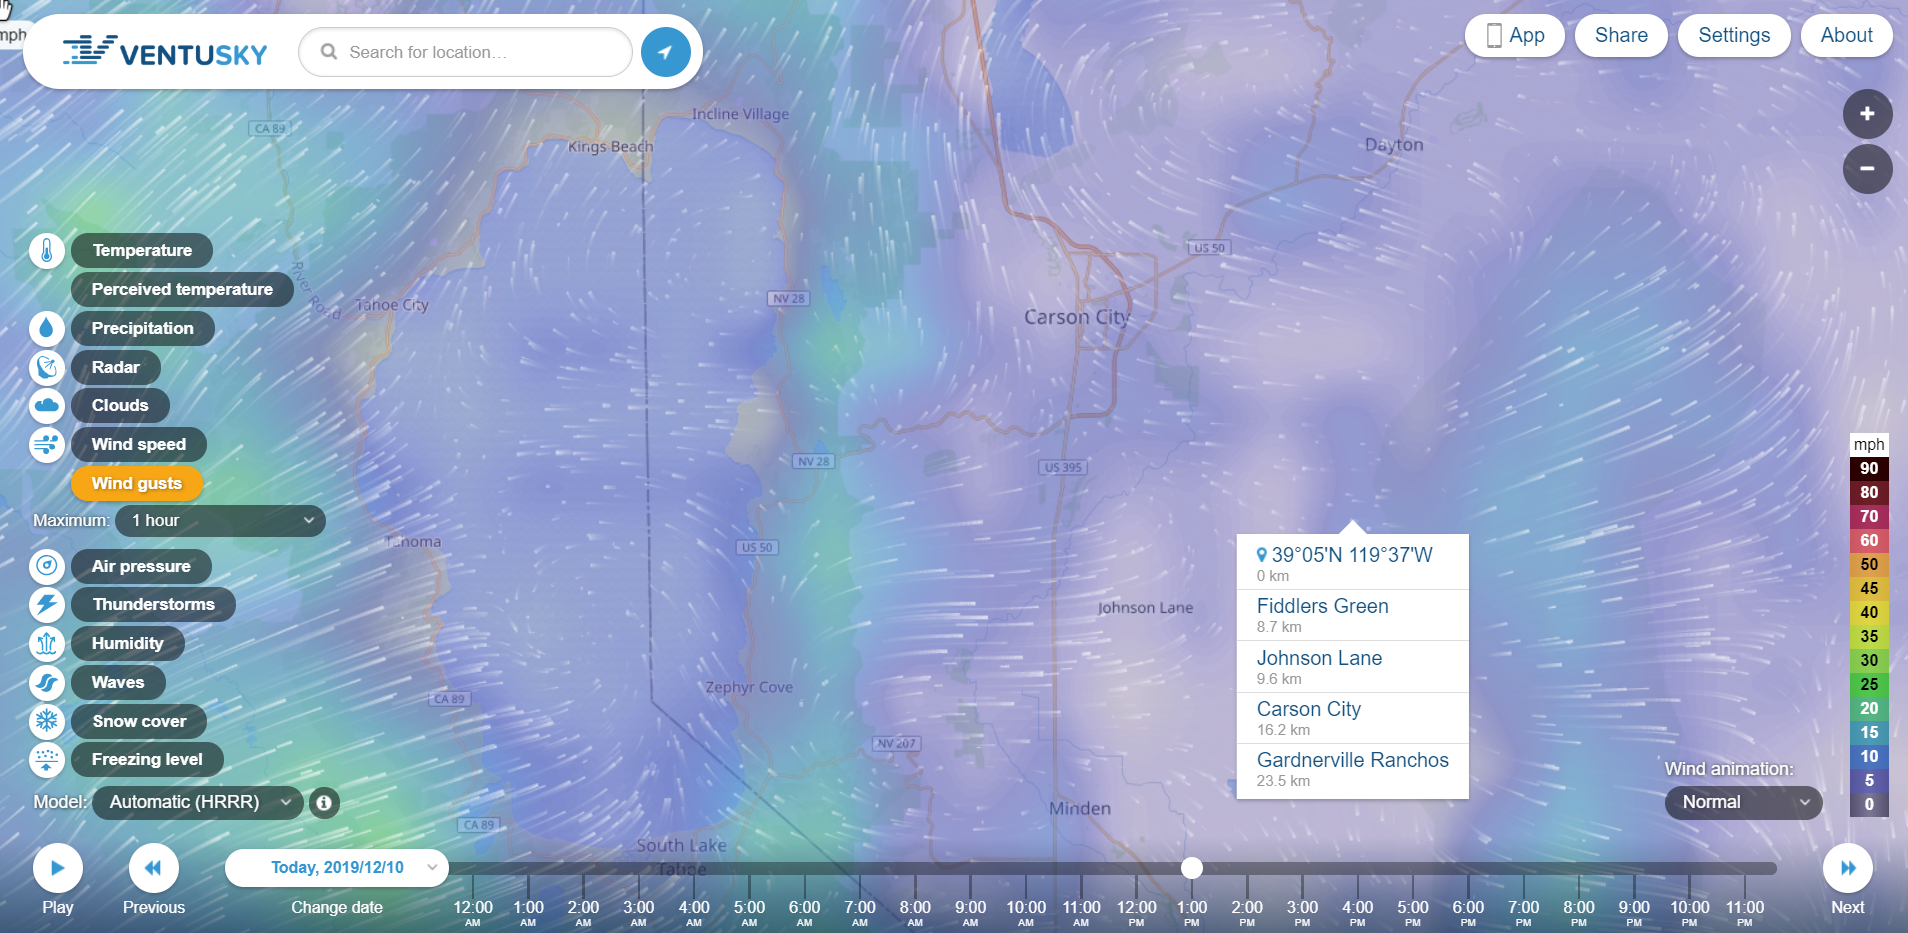 mph
VENTUSKY
Search for location...
App
Share
Settings
About
CA 89
Incline Village
Kings Beach
Dayton
US 50
Temperature
Perceived temperature
River Road
Tahoe City
NV 28
Carson City
Precipitation
Radar
Clouds
Wind speed
Wind gusts
NV 28
US 395
Maximum: 1 hour
Tahoma
US 50
Air pressure
Thunderstorms
Humidity
Waves
Snow cover
Freezing level
Johnson Lane
CA 89
Zephyr Cove
NV 207
39°05'N 119°37'W
0 km
Fiddlers Green
8.7 km
Johnson Lane
9.6 km
Carson City
16.2 km
Gardnerville Ranchos
23.5 km
mph
90
80
70
60
50
45
40
35
30
25
20
15
10
5
0
Wind animation:
Normal
Model: Automatic (HRRR)
Minden
CA 89
South Lake
Tahoe
Today, 2019/12/10
Play
Previous
Change date
12:00 AM
1:00 AM
2:00 AM
3:00 AM
4:00 AM
5:00 AM
6:00 AM
7:00 AM
8:00 AM
9:00 AM
10:00 AM
11:00 AM
12:00 PM
1:00 PM
2:00 PM
3:00 PM
4:00 PM
5:00 PM
6:00 PM
7:00 PM
8:00 PM
9:00 PM
10:00 PM
11:00 PM
Next